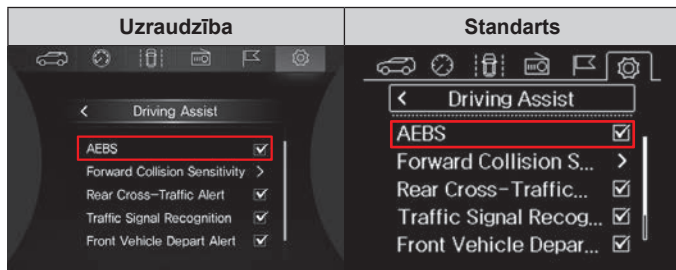 Uzraudzība
Driving Assist
AEBS
Forward Collision Sensitivity
Rear Cross-Traffic Alert
Traffic Signal Recognition
Front Vehicle Depart Alert
Standarts
Driving Assist
AEBS
Forward Collision S...
Rear Cross-Traffic...
Traffic Signal Recog...
Front Vehicle Depar...